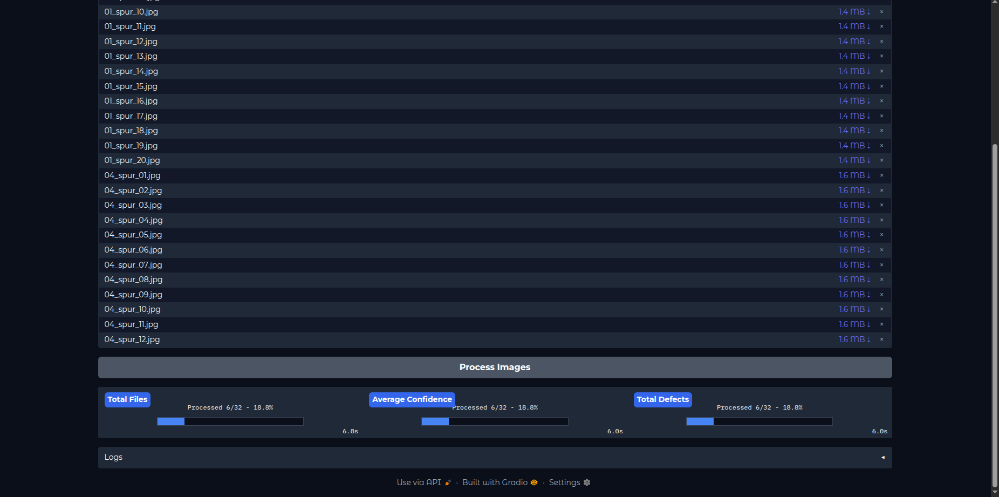 01_spur_10.jpg 1.4 MB ↓ ×
01_spur_11.jpg 1.4 MB ↓ ×
01_spur_12.jpg 1.4 MB ↓ ×
01_spur_13.jpg 1.4 MB ↓ ×
01_spur_14.jpg 1.4 MB ↓ ×
01_spur_15.jpg 1.4 MB ↓ ×
01_spur_16.jpg 1.4 MB ↓ ×
01_spur_17.jpg 1.4 MB ↓ ×
01_spur_18.jpg 1.4 MB ↓ ×
01_spur_19.jpg 1.4 MB ↓ ×
01_spur_20.jpg 1.4 MB ↓ ×
04_spur_01.jpg 1.6 MB ↓ ×
04_spur_02.jpg 1.6 MB ↓ ×
04_spur_03.jpg 1.6 MB ↓ ×
04_spur_04.jpg 1.6 MB ↓ ×
04_spur_05.jpg 1.6 MB ↓ ×
04_spur_06.jpg 1.6 MB ↓ ×
04_spur_07.jpg 1.6 MB ↓ ×
04_spur_08.jpg 1.6 MB ↓ ×
04_spur_09.jpg 1.6 MB ↓ ×
04_spur_10.jpg 1.6 MB ↓ ×
04_spur_11.jpg 1.6 MB ↓ ×
04_spur_12.jpg 1.6 MB ↓ ×
Process Images
Total Files
Processed 6/32 - 18.8%
6.0s
Average Confidence
Processed 6/32 - 18.8%
6.0s
Total Defects
Processed 6/32 - 18.8%
6.0s
Logs
Use via API · Built with Gradio · Settings